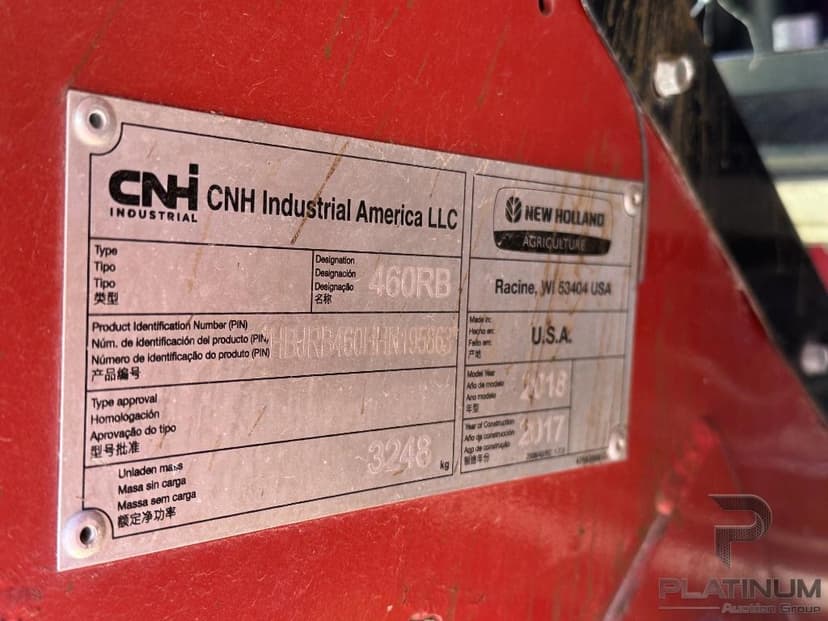 CNH
INDUSTRIAL
CNH Industrial America LLC
NEW HOLLAND
AGRICULTURE
Racine, WI 53404 USA
Type
Tipo
Tipo
类型
Designation
Designación
Designação
名称
460RB
Made in:
Hecho en:
Feito em:
产地
U.S.A.
Product Identification Number (PIN)
Núm. de identificación del producto (PIN)
Número de identificação do produto (PIN)
产品编号
Model Year
Año de modelo
Ano modelo
年型
2018
Type approval
Homologación
Aprovação do tipo
型号批准
Year of Construction
Año de construcción
Ano de construção
制造年份
2017
Unladen mass
Masa sin carga
Massa sem carga
额定净功率
3248 kg
P
PLATINUM
Auction Group